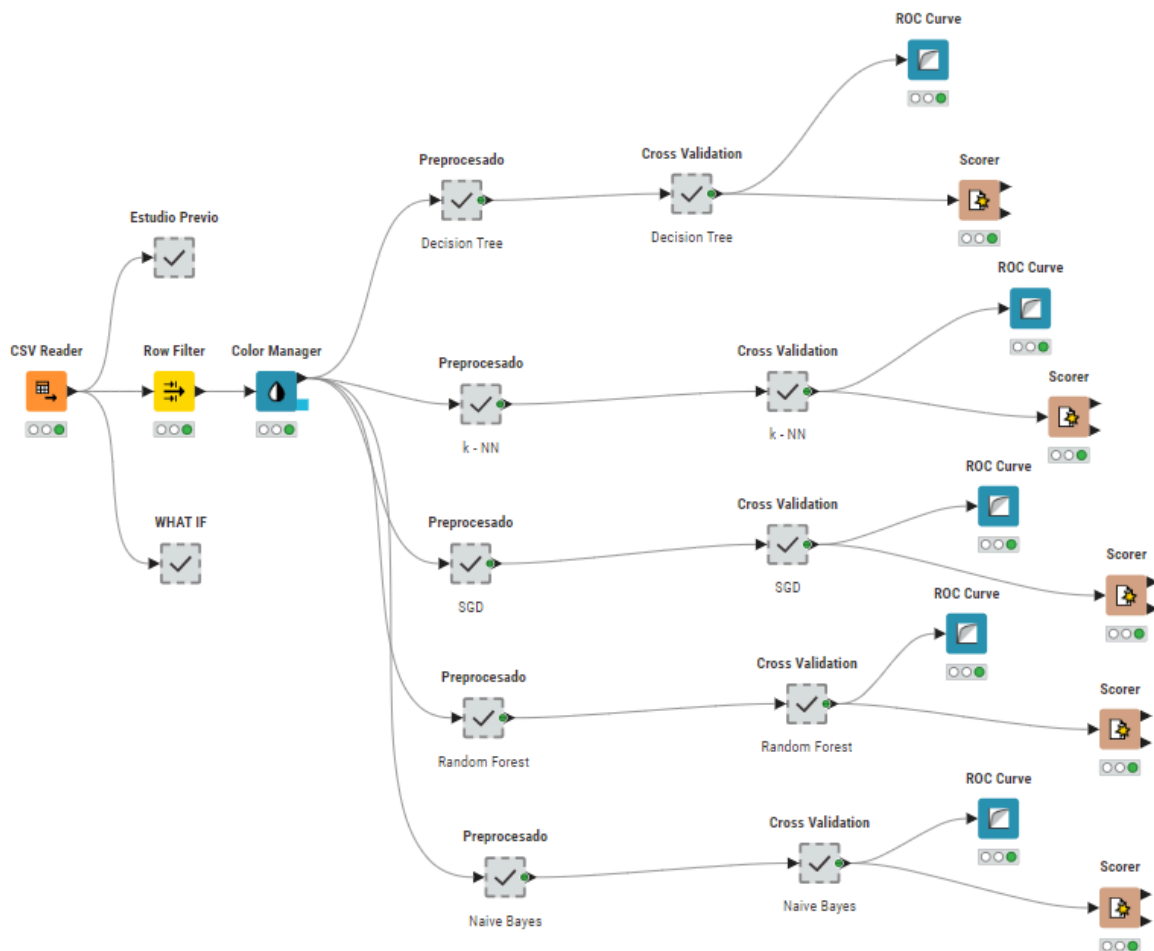 ROC Curve
Preprocesado
Cross Validation
Scorer
Decision Tree
Decision Tree
Estudio Previo
ROC Curve
CSV Reader
Row Filter
Color Manager
Preprocesado
Cross Validation
Scorer
k - NN
k - NN
ROC Curve
WHAT IF
Preprocesado
Cross Validation
Scorer
SGD
SGD
ROC Curve
Preprocesado
Cross Validation
Scorer
Random Forest
Random Forest
ROC Curve
Preprocesado
Cross Validation
Scorer
Naive Bayes
Naive Bayes